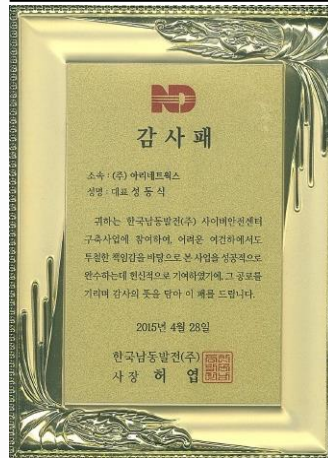 감사패
소속 : (주) 아리네트웍스
성명 : 대표 성동식
귀하는 한국남동발전(주) 사이버안전센터
구축사업에 참여하여, 어려운 여건하에서도
투철한 책임감을 바탕으로 본 사업을 성공적으로
완수하는데 헌신적으로 기여하였기에, 그 공로를
기리며 감사의 뜻을 담아 이 패를 드립니다.
2015년 4월 28일
한국남동발전(주)
사장 허 엽